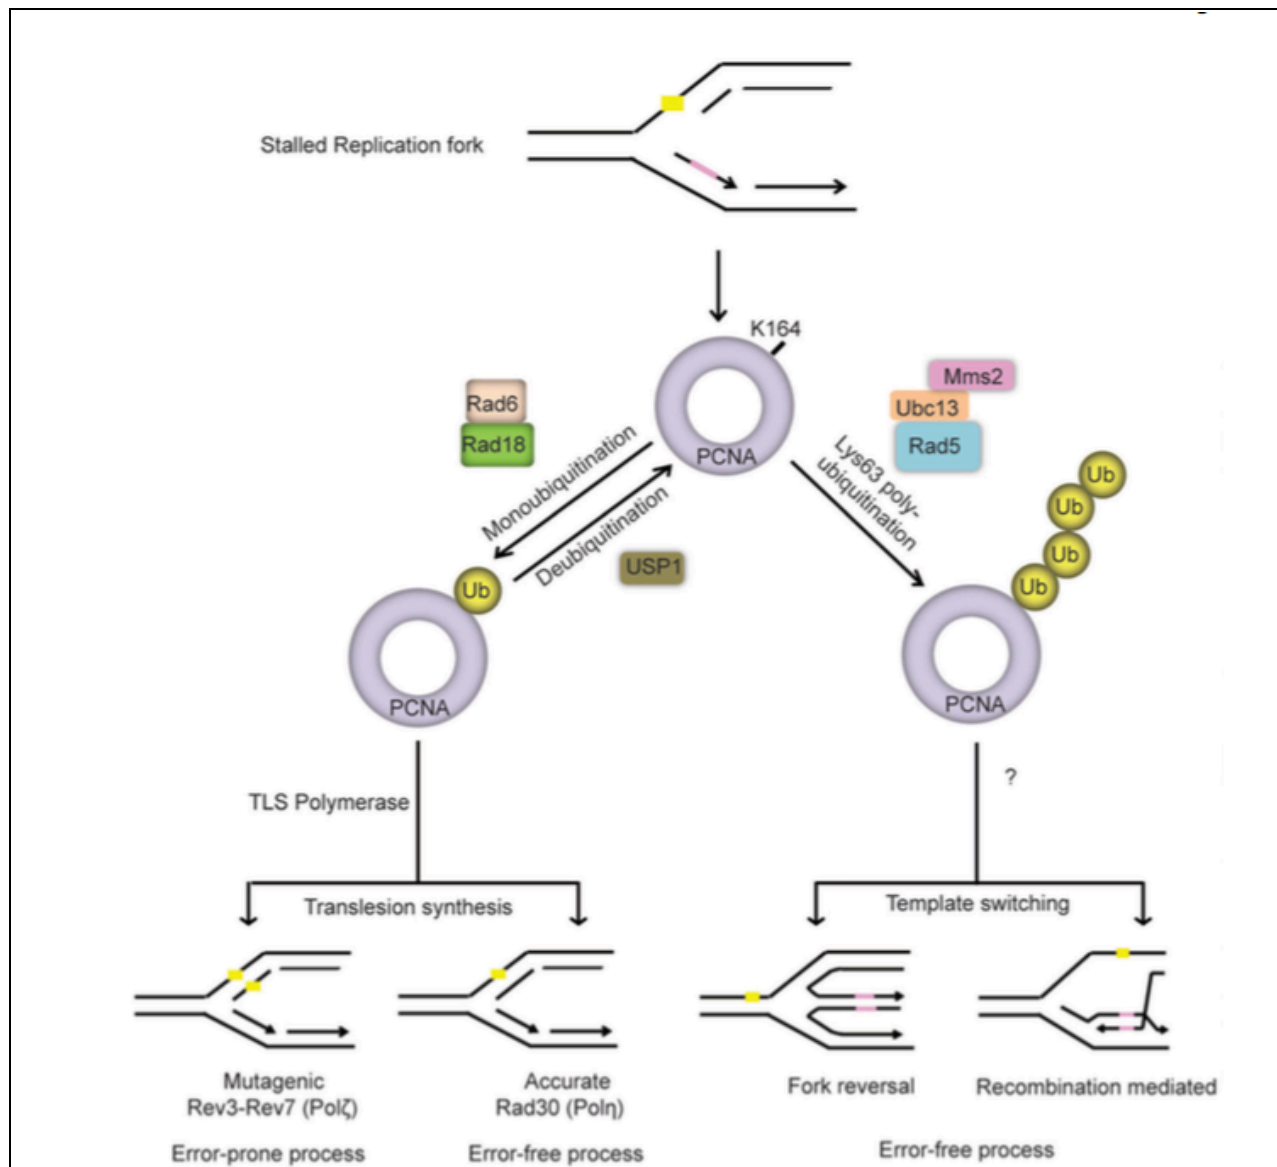 Stalled Replication fork
K164
PCNA
Rad6
Rad18
Mms2
Ubc13
Rad5
Monoubiquitination
Deubiquitination
USP1
Lys63 poly-
ubiquitination
Ub
PCNA
Ub
Ub
Ub
Ub
PCNA
TLS Polymerase
?
Translesion synthesis
Template switching
Mutagenic
Rev3-Rev7 (Polζ)
Error-prone process
Accurate
Rad30 (Polη)
Error-free process
Fork reversal
Recombination mediated
Error-free process